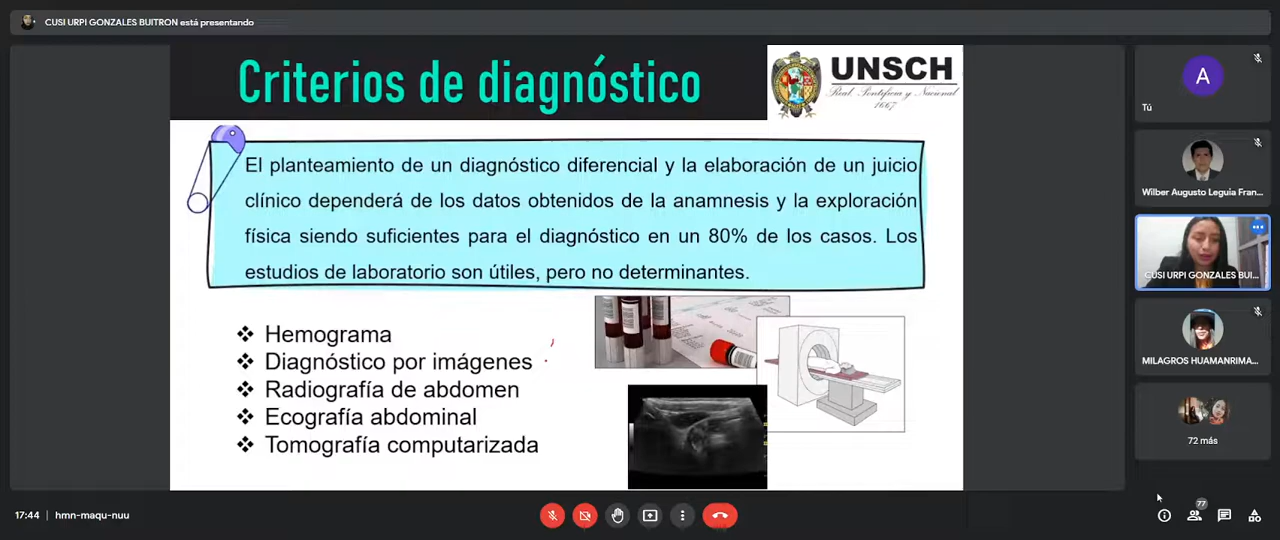 CUSI URPI GONZALES BUITRON está presentando
Criterios de diagnóstico
UNSCH
Real, Pontificia y Nacional
1667
El planteamiento de un diagnóstico diferencial y la elaboración de un juicio
clínico dependerá de los datos obtenidos de la anamnesis y la exploración
física siendo suficientes para el diagnóstico en un 80% de los casos. Los
estudios de laboratorio son útiles, pero no determinantes.
❖ Hemograma
❖ Diagnóstico por imágenes
❖ Radiografía de abdomen
❖ Ecografía abdominal
❖ Tomografía computarizada
A
Tú
Wilber Augusto Leguia Fran...
CUSI URPI GONZALES BUI...
MILAGROS HUAMANRIMA...
72 más
17:44 | hmn-maqu-nuu
77